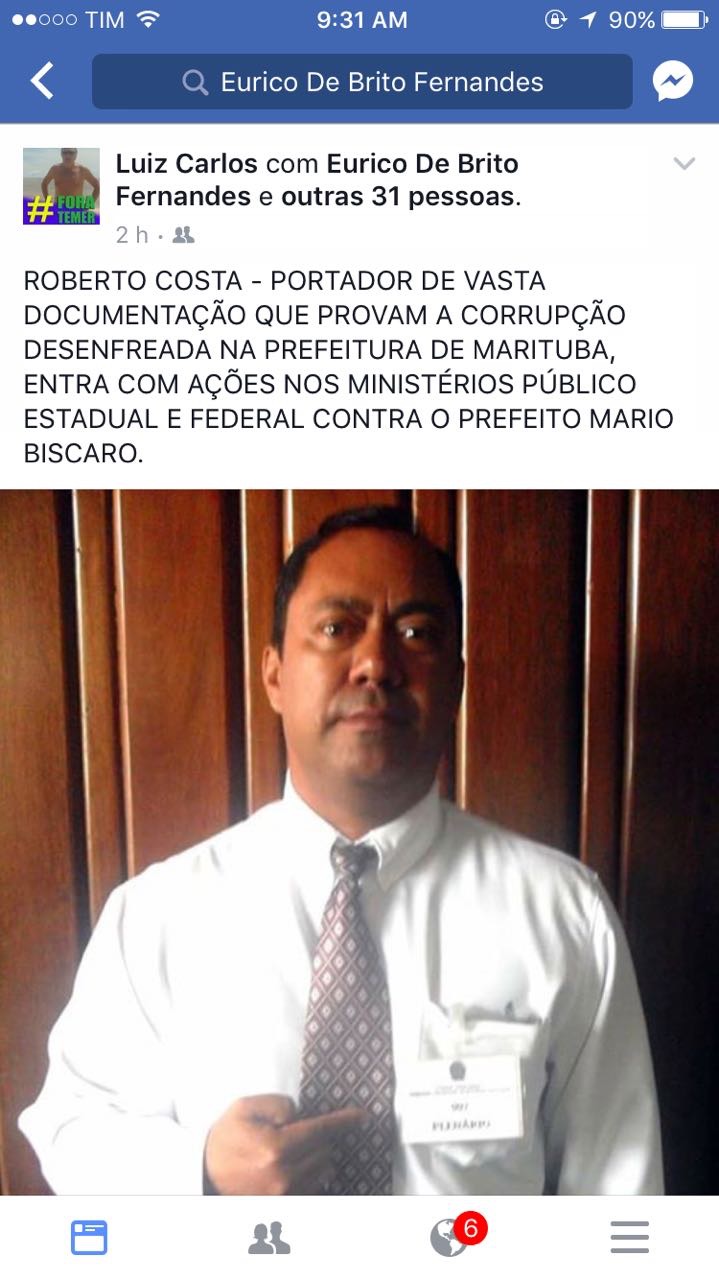 TIM 9:31 AM 90%
Eurico De Brito Fernandes
Luiz Carlos com Eurico De Brito
Fernandes e outras 31 pessoas.
2 h
# FORA
TEMER
ROBERTO COSTA - PORTADOR DE VASTA
DOCUMENTAÇÃO QUE PROVAM A CORRUPÇÃO
DESENFREADA NA PREFEITURA DE MARITUBA,
ENTRA COM AÇÕES NOS MINISTÉRIOS PÚBLICO
ESTADUAL E FEDERAL CONTRA O PREFEITO MARIO
BISCARO.
PLENÁRIO
6